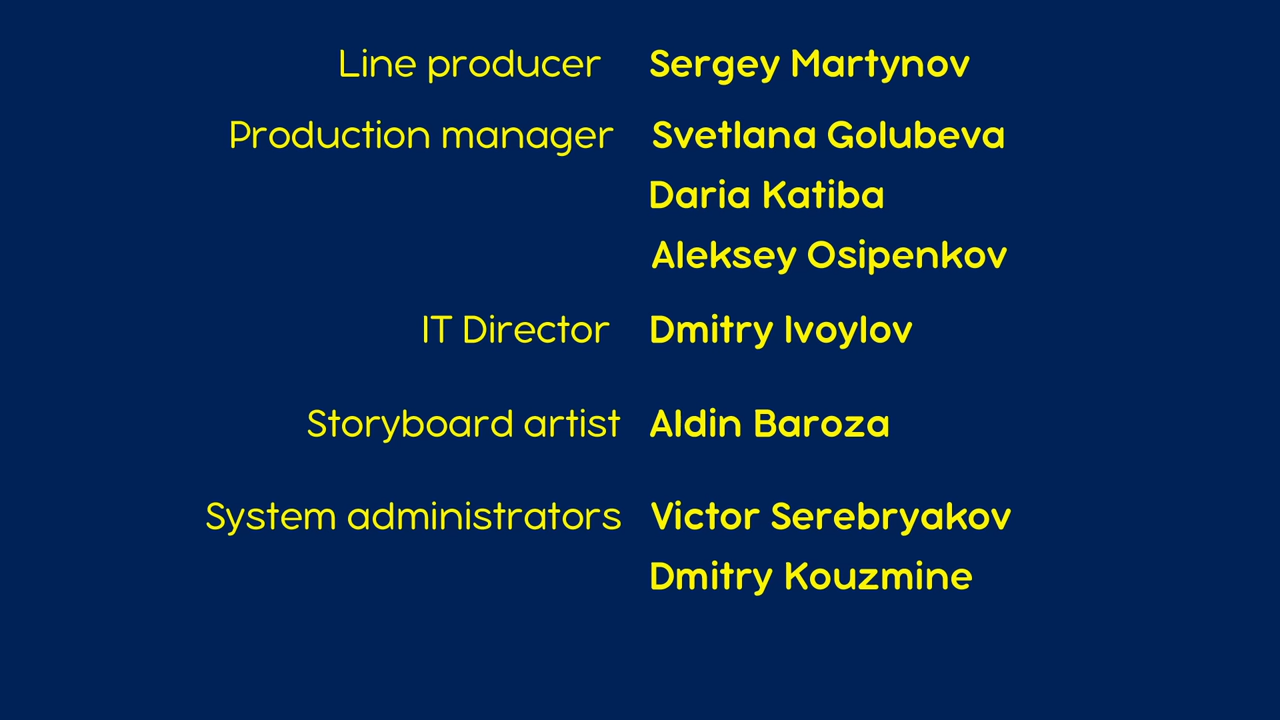 Line producer Sergey Martynov
Production manager Svetlana Golubeva
Daria Katiba
Aleksey Osipenkov
IT Director Dmitry Ivoylov
Storyboard artist Aldin Baroza
System administrators Victor Serebryakov
Dmitry Kouzmine